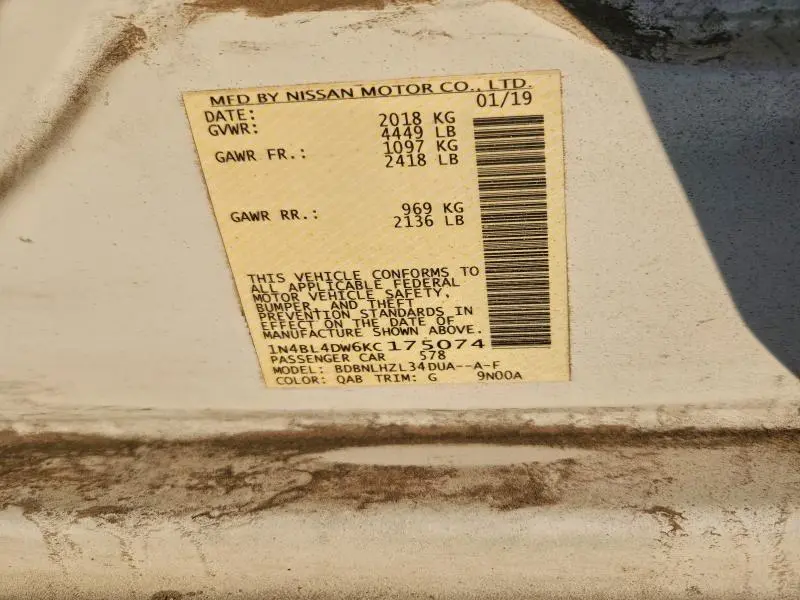 MFD BY NISSAN MOTOR CO., LTD.
DATE: 01/19
GVWR: 2018 KG
4449 LB
GAWR FR.: 1097 KG
2418 LB
GAWR RR.: 969 KG
2136 LB
THIS VEHICLE CONFORMS TO
ALL APPLICABLE FEDERAL
MOTOR VEHICLE SAFETY,
BUMPER, AND THEFT
PREVENTION STANDARDS IN
EFFECT ON THE DATE OF
MANUFACTURE SHOWN ABOVE.
1N4BL4DW6KC175074
PASSENGER CAR 578
MODEL: BDBNLHZL34DUA--A-F
COLOR: QAB TRIM: G 9N00A